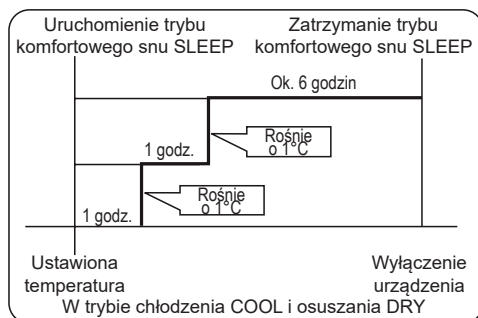 Uruchomienie trybu
komfortowego snu SLEEP
Zatrzymanie trybu
komfortowego snu SLEEP
Ok. 6 godzin
Rośnie
o 1°C
1 godz.
Rośnie
o 1°C
1 godz.
Ustawiona
temperatura
Wyłączenie
urządzenia
W trybie chłodzenia COOL i osuszania DRY